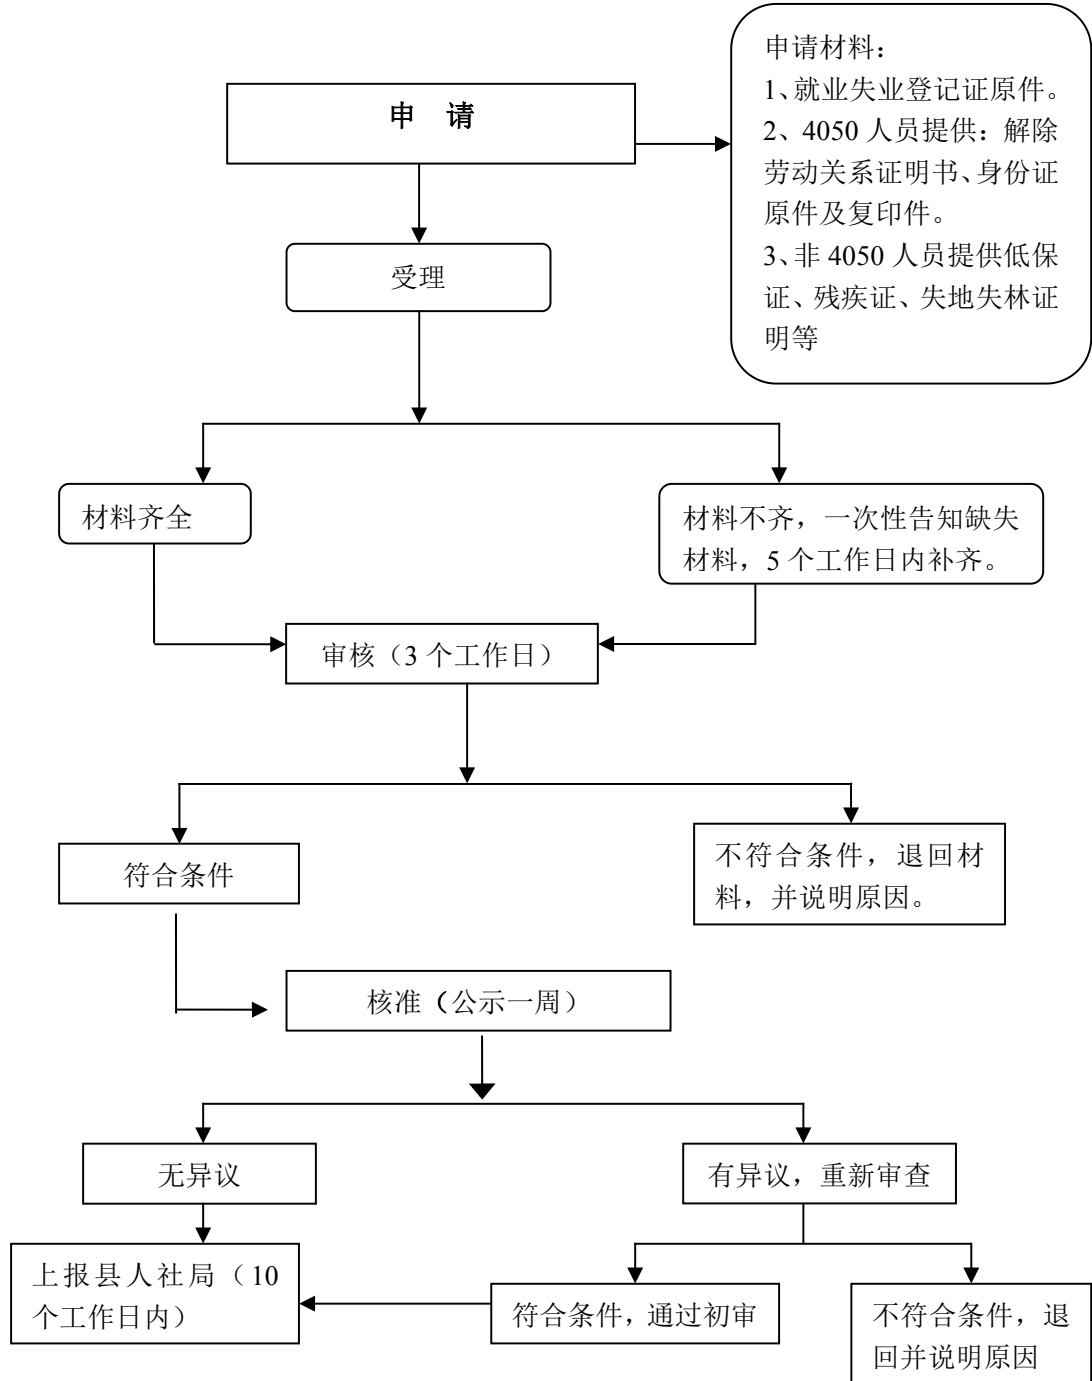 申 请
申请材料：
1、就业失业登记证原件。
2、4050 人员提供：解除
劳动关系证明书、身份证
原件及复印件。
3、非 4050 人员提供低保
证、残疾证、失地失林证
明等
受理
材料齐全
材料不齐，一次性告知缺失
材料，5 个工作日内补齐。
审核（3 个工作日）
符合条件
不符合条件，退回材
料，并说明原因。
核准（公示一周）
无异议
有异议，重新审查
上报县人社局（10
个工作日内）
符合条件，通过初审
不符合条件，退
回并说明原因